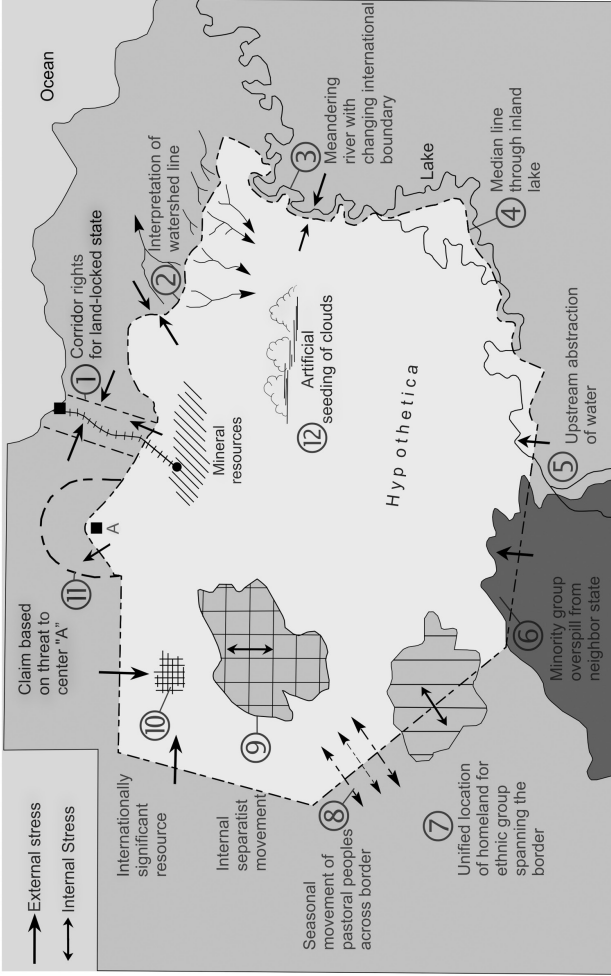 External stress
Internal Stress
Internationally
significant
resource
Claim based
on threat to
center "A"
Corridor rights
for land-locked state
Ocean
Interpretation of
watershed line
Meandering
river with
changing international
boundary
Lake
Median line
through inland
lake
Upstream abstraction
of water
Minority group
overspill from
neighbor state
Unified location
of homeland for
ethnic group
spanning the
border
Seasonal
movement of
pastoral peoples
across border
Internal
separatist
movement
Mineral
resources
Artificial
seeding of clouds
Hypothetica
A
1
2
3
4
5
6
7
8
9
10
11
12